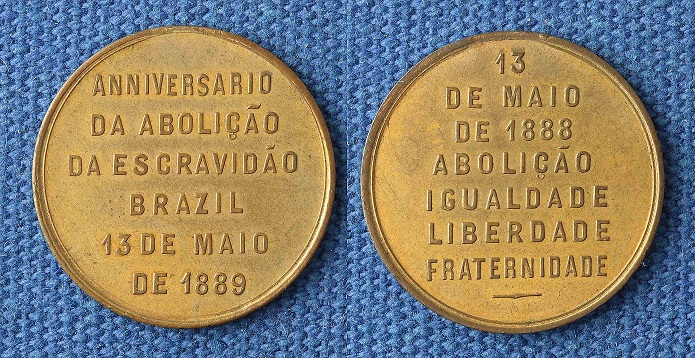 ANNIVERSARIO
DA ABOLIÇÃO
DA ESCRAVIDÃO
BRAZIL
13 DE MAIO
DE 1889
13
DE MAIO
DE 1888
ABOLIÇÃO
IGUALDADE
LIBERDADE
FRATERNIDADE